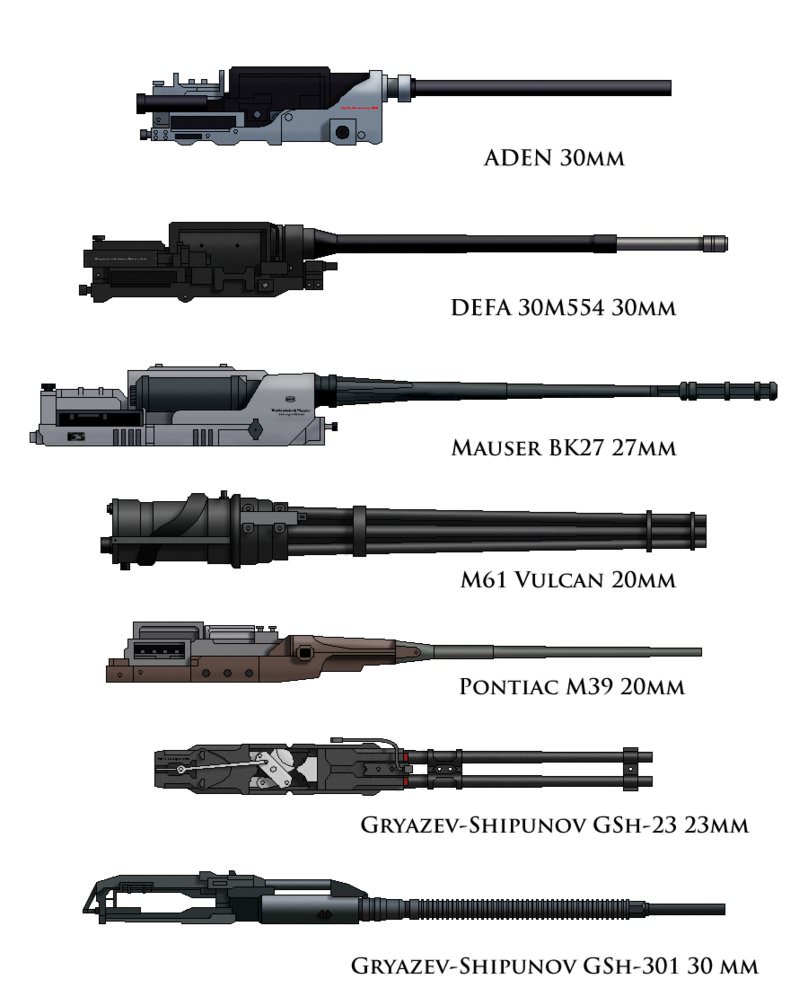 ADEN 30mm
DEFA 30M554 30mm
Mauser BK27 27mm
M61 Vulcan 20mm
Pontiac M39 20mm
Gryazev-Shipunov GSh-23 23mm
Gryazev-Shipunov GSh-301 30 mm